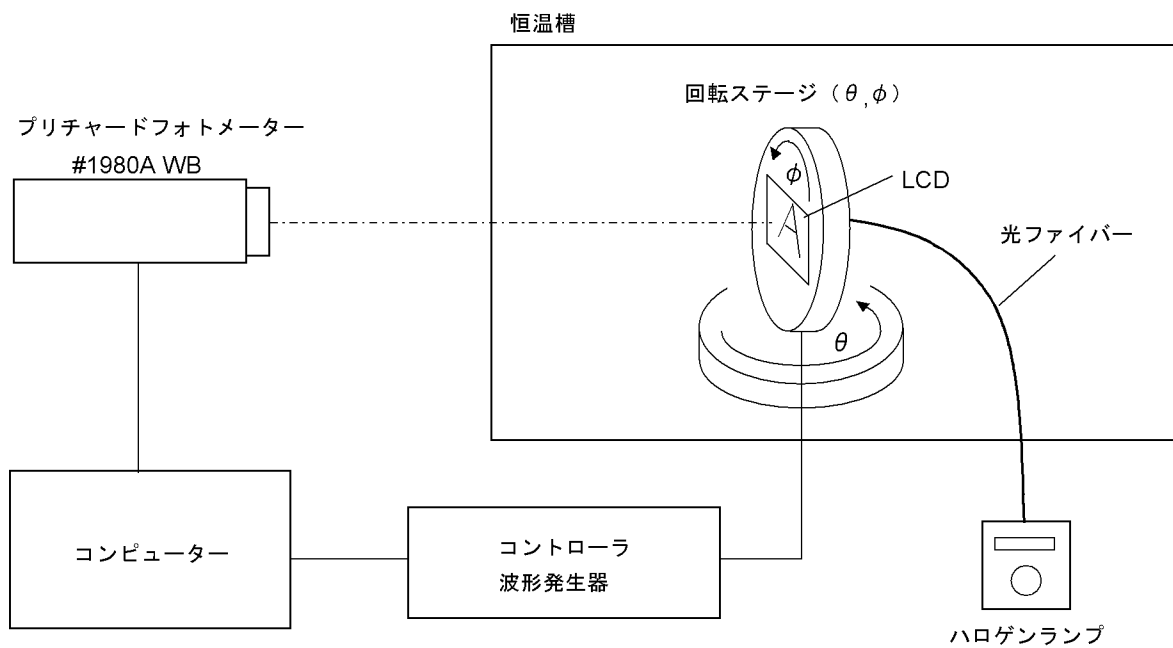 恒温槽
回転ステージ（θ,φ）
プリチャードフォトメーター
#1980A WB
φ
LCD
A
光ファイバー
θ
コンピューター
コントローラ
波形発生器
ハロゲンランプ